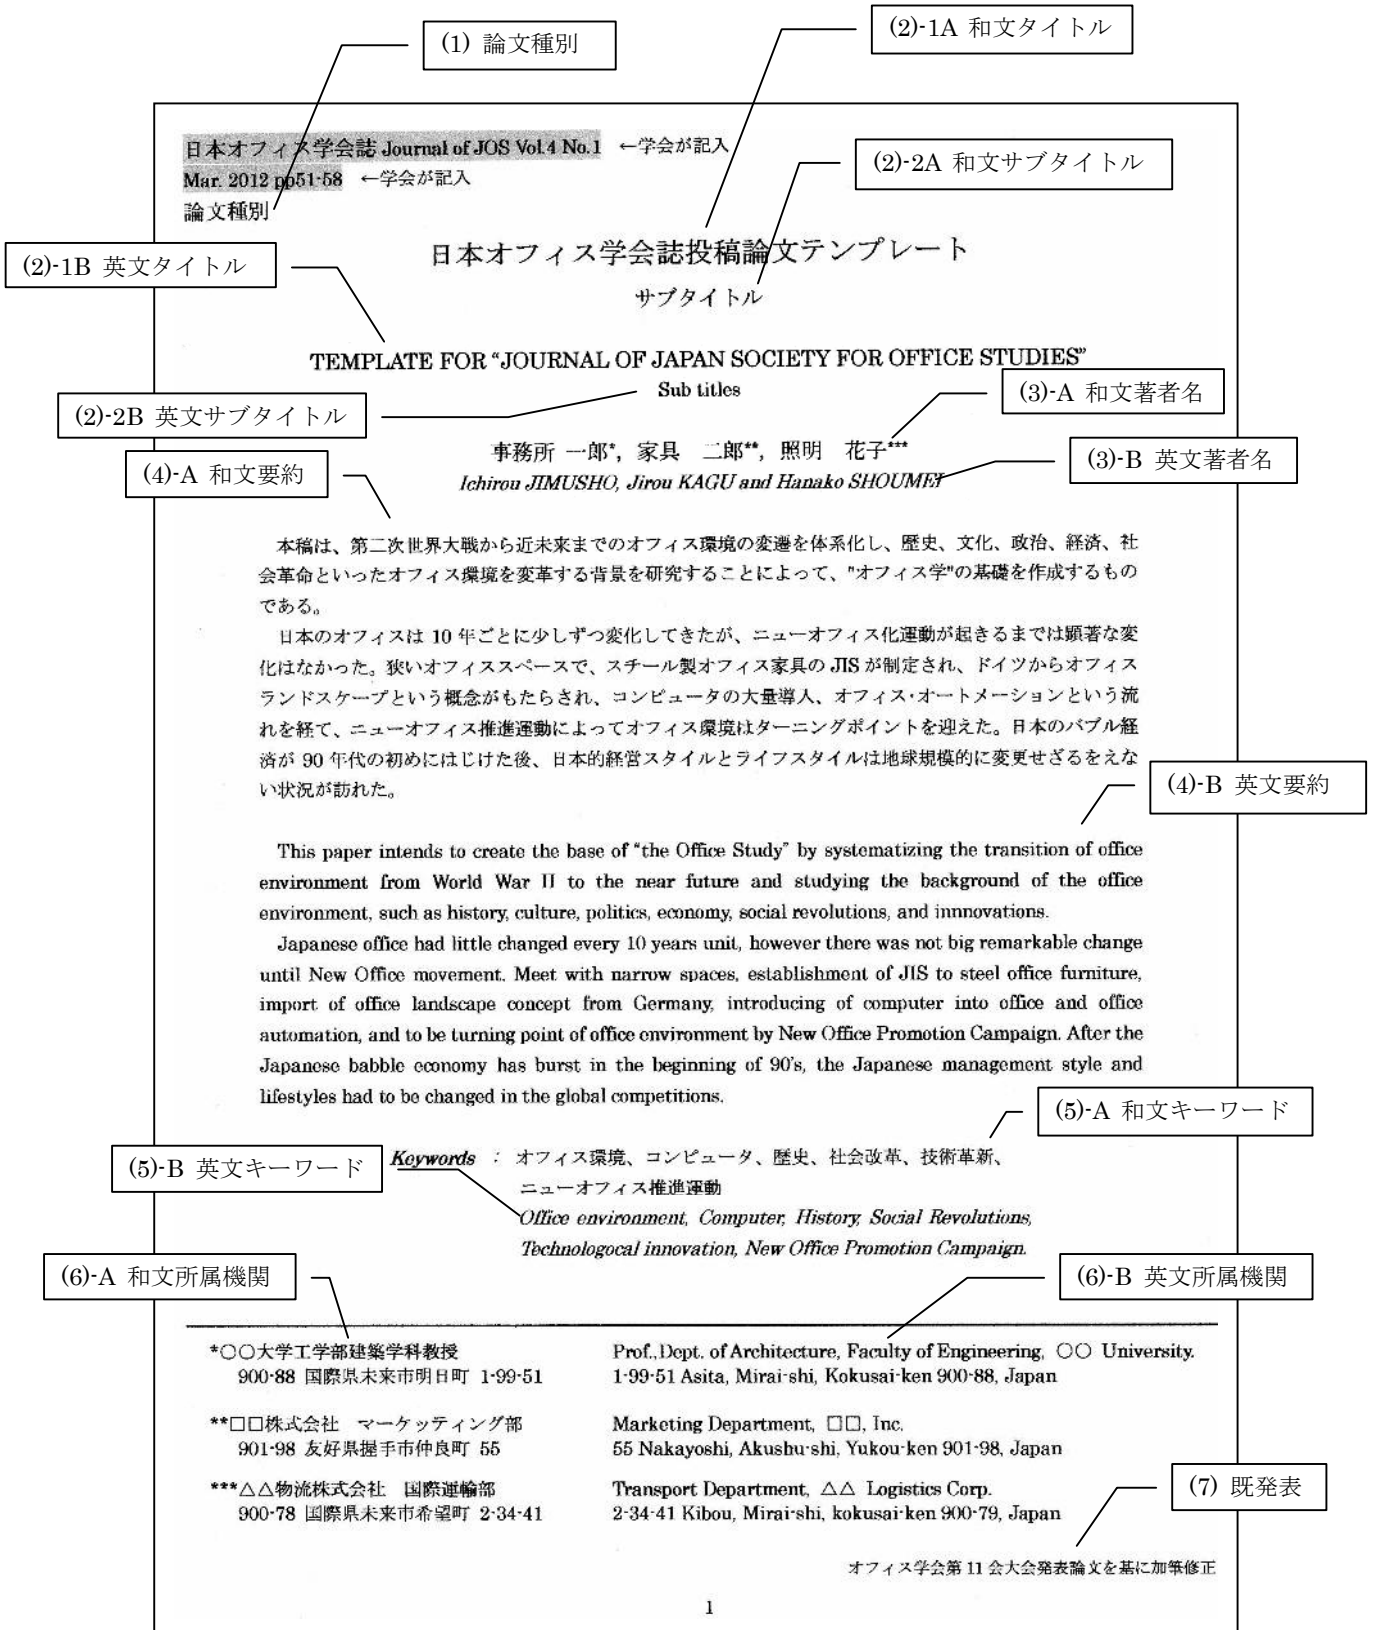 (1) 論文種別
(2)-1A 和文タイトル
日本オフィス学会誌 Journal of JOS Vol.4 No.1 ←学会が記入
(2)-2A 和文サブタイトル
Mar. 2012 pp51-58 ←学会が記入
論文種別
日本オフィス学会誌投稿論文テンプレート
(2)-1B 英文タイトル
サブタイトル
TEMPLATE FOR “JOURNAL OF JAPAN SOCIETY FOR OFFICE STUDIES”
Sub titles
(3)-A 和文著者名
(2)-2B 英文サブタイトル
事務所 一郎*, 家具 二郎**, 照明 花子***
(3)-B 英文著者名
(4)-A 和文要約
Ichirou JIMUSHO, Jirou KAGU and Hanako SHOUMEI
本稿は、第二次世界大戦から近未来までのオフィス環境の変遷を体系化し、歴史、文化、政治、経済、社
会革命といったオフィス環境を変革する背景を研究することによって、"オフィス学"の基礎を作成するもの
である。
日本のオフィスは 10 年ごとに少しずつ変化してきたが、ニューオフィス化運動が起きるまでは顕著な変
化はなかった。狭いオフィススペースで、スチール製オフィス家具の JIS が制定され、ドイツからオフィス
ランドスケープという概念がもたらされ、コンピュータの大量導入、オフィス・オートメーションという流
れを経て、ニューオフィス推進運動によってオフィス環境はターニングポイントを迎えた。日本のバブル経
済が 90 年代の初めにはじけた後、日本的経営スタイルとライフスタイルは地球規模的に変更せざるをえな
い状況が訪れた。
(4)-B 英文要約
This paper intends to create the base of “the Office Study” by systematizing the transition of office
environment from World War II to the near future and studying the background of the office
environment, such as history, culture, politics, economy, social revolutions, and innnovations.
Japanese office had little changed every 10 years unit, however there was not big remarkable change
until New Office movement. Meet with narrow spaces, establishment of JIS to steel office furniture,
import of office landscape concept from Germany, introducing of computer into office and office
automation, and to be turning point of office environment by New Office Promotion Campaign. After the
Japanese babble economy has burst in the beginning of 90's, the Japanese management style and
lifestyles had to be changed in the global competitions.
(5)-A 和文キーワード
(5)-B 英文キーワード
Keywords : オフィス環境、コンピュータ、歴史、社会改革、技術革新、
ニューオフィス推進運動
Office environment, Computer, History, Social Revolutions,
Technologocal innovation, New Office Promotion Campaign.
(6)-A 和文所属機関
(6)-B 英文所属機関
*○○大学工学部建築学科教授 Prof.,Dept. of Architecture, Faculty of Engineering, ○○ University.
900-88 国際県未来市明日町 1-99-51 1-99-51 Asita, Mirai-shi, Kokusai-ken 900-88, Japan
**□□株式会社 マーケッティング部 Marketing Department, □□, Inc.
901-98 友好県握手市仲良町 55 55 Nakayoshi, Akushu-shi, Yukou-ken 901-98, Japan
***△△物流株式会社 国際運輸部 Transport Department, △△ Logistics Corp.
900-78 国際県未来市希望町 2-34-41 2-34-41 Kibou, Mirai-shi, kokusai-ken 900-79, Japan
(7) 既発表
オフィス学会第 11 会大会発表論文を基に加筆修正
1